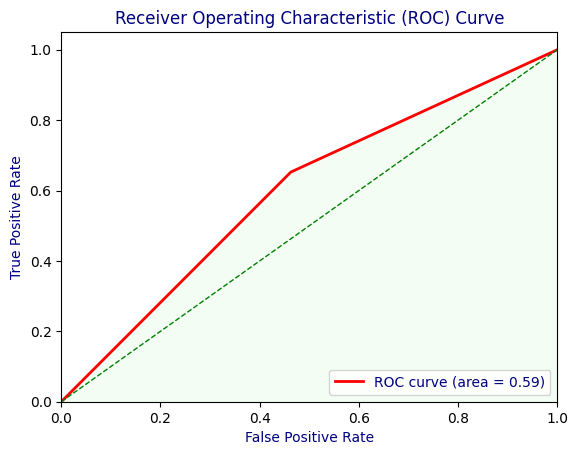 Receiver Operating Characteristic (ROC) Curve
True Positive Rate
1.0
0.8
0.6
0.4
0.2
0.0
ROC curve (area = 0.59)
0.0 0.2 0.4 0.6 0.8 1.0
False Positive Rate